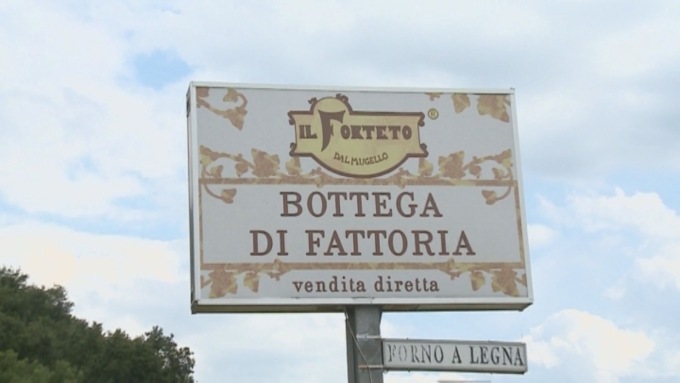 IL FORTETO ®
DAL MUGELLO
BOTTEGA
DI FATTORIA
vendita diretta
FORNO A LEGNA